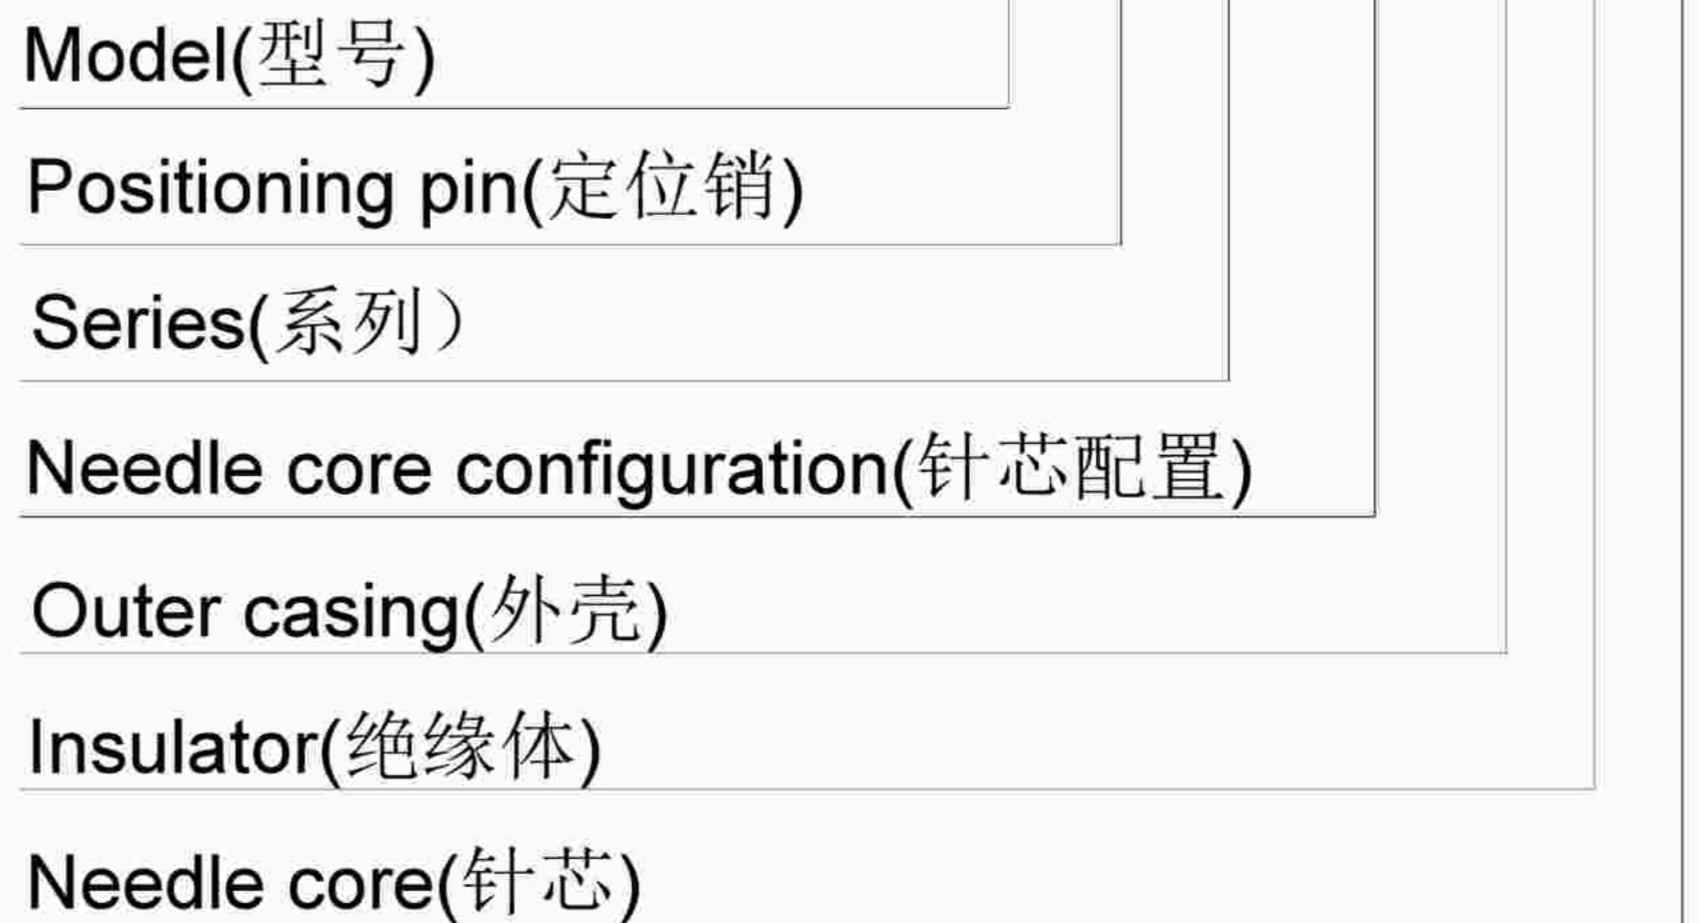 Model(型号)
Positioning pin(定位销)
Series(系列）
Needle core configuration(针芯配置)
Outer casing(外壳)
Insulator(绝缘体)
Needle core(针芯)